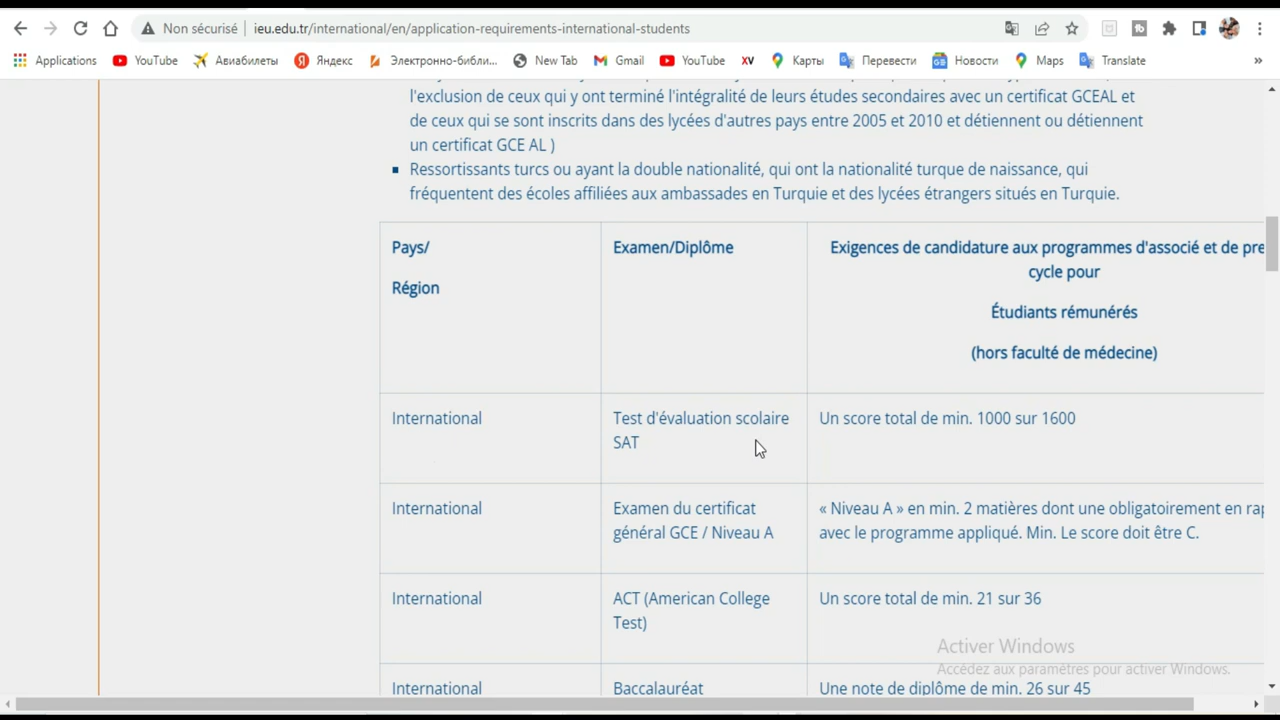 Non sécurisé | ieu.edu.tr/international/en/application-requirements-international-students
Applications YouTube Авиабилеты Яндекс Электронно-библи... New Tab Gmail YouTube XV Карты Перевести Новости Maps Translate »
l'exclusion de ceux qui y ont terminé l'intégralité de leurs études secondaires avec un certificat GCEAL et
de ceux qui se sont inscrits dans des lycées d'autres pays entre 2005 et 2010 et détiennent ou détiennent
un certificat GCE AL )
▪ Ressortissants turcs ou ayant la double nationalité, qui ont la nationalité turque de naissance, qui
fréquentent des écoles affiliées aux ambassades en Turquie et des lycées étrangers situés en Turquie.
Pays/
Région
Examen/Diplôme
Exigences de candidature aux programmes d'associé et de pre
cycle pour
Étudiants rémunérés
(hors faculté de médecine)
International
Test d'évaluation scolaire
SAT
Un score total de min. 1000 sur 1600
International
Examen du certificat
général GCE / Niveau A
« Niveau A » en min. 2 matières dont une obligatoirement en rap
avec le programme appliqué. Min. Le score doit être C.
International
ACT (American College
Test)
Un score total de min. 21 sur 36
Activer Windows
Accédez aux paramètres pour activer Windows.
International
Baccalauréat
Une note de diplôme de min. 26 sur 45